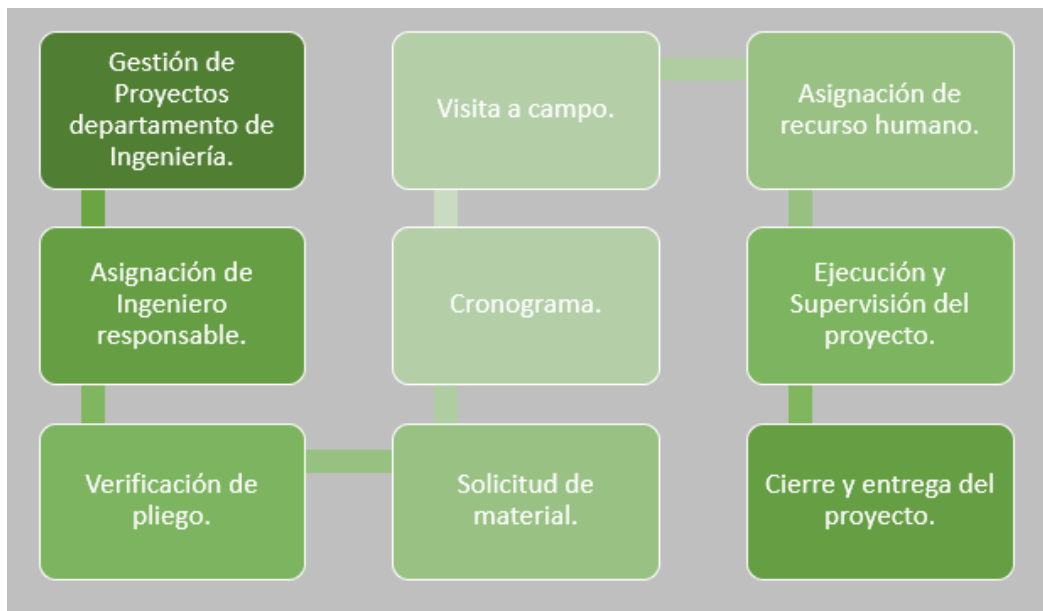 Gestión de
Proyectos
departamento de
Ingeniería.
Asignación de
Ingeniero
responsable.
Verificación de
pliego.
Solicitud de
material.
Cronograma.
Visita a campo.
Asignación de
recurso humano.
Ejecución y
Supervisión del
proyecto.
Cierre y entrega del
proyecto.